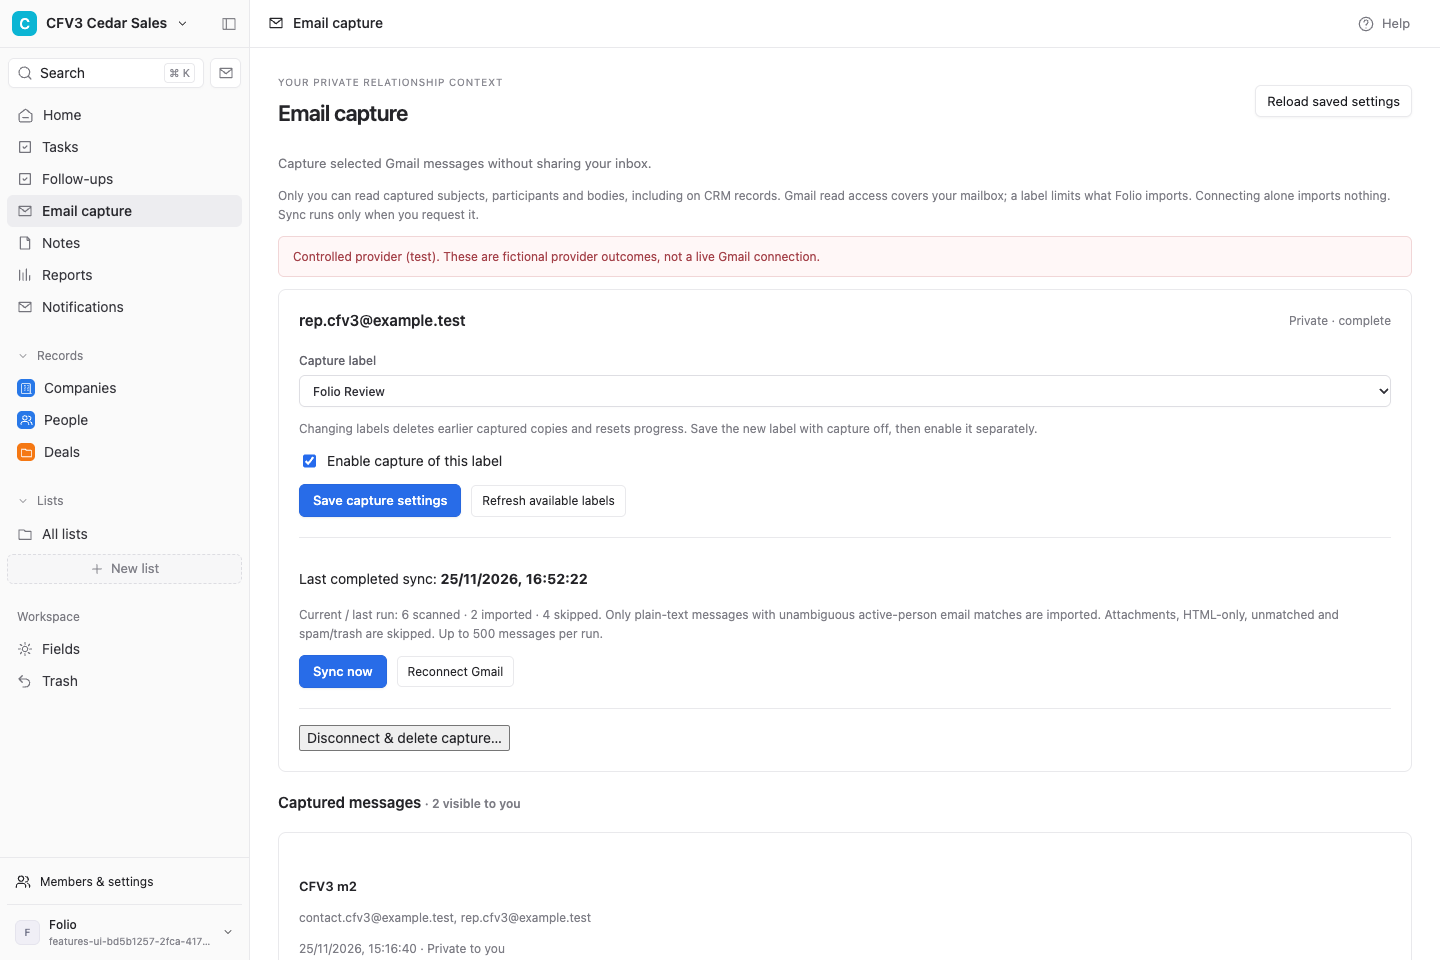 C CFV3 Cedar Sales
Search
⌘ K
Home
Tasks
Follow-ups
Email capture
Notes
Reports
Notifications
Records
Companies
People
Deals
Lists
All lists
New list
Workspace
Fields
Trash
Members & settings
F
Folio
features-ui-bd5b1257-2fca-417...
Email capture
Help
YOUR PRIVATE RELATIONSHIP CONTEXT
Email capture
Reload saved settings
Capture selected Gmail messages without sharing your inbox.
Only you can read captured subjects, participants and bodies, including on CRM records. Gmail read access covers your mailbox; a label limits what Folio imports. Connecting alone imports nothing.
Sync runs only when you request it.
Controlled provider (test). These are fictional provider outcomes, not a live Gmail connection.
rep.cfv3@example.test
Private · complete
Capture label
Folio Review
Changing labels deletes earlier captured copies and resets progress. Save the new label with capture off, then enable it separately.
Enable capture of this label
Save capture settings
Refresh available labels
Last completed sync: 25/11/2026, 16:52:22
Current / last run: 6 scanned · 2 imported · 4 skipped. Only plain-text messages with unambiguous active-person email matches are imported. Attachments, HTML-only, unmatched and
spam/trash are skipped. Up to 500 messages per run.
Sync now
Reconnect Gmail
Disconnect & delete capture...
Captured messages · 2 visible to you
CFV3 m2
contact.cfv3@example.test, rep.cfv3@example.test
25/11/2026, 15:16:40 · Private to you